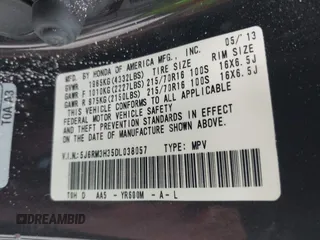 MFD. BY HONDA OF AMERICA MFG., INC. 05/13
GVWR 1965KG(4332LBS) TIRE SIZE RIM SIZE
GAWR F 1010KG(2227LBS) 215/70R16 100S 16X6.5J
GAWR R 975KG(2150LBS) 215/70R16 100S 16X6.5J
THIS VEHICLE CONFORMS TO ALL APPLICABLE
FEDERAL MOTOR VEHICLE SAFETY AND THEFT
PREVENTION STANDARDS IN EFFECT ON THE
DATE OF MANUFACTURE SHOWN ABOVE.
V.I.N.: 5J6RM3H35DL038057 TYPE: MPV
AA5 - YR600M - A - L
TOA A3
DREAMBID